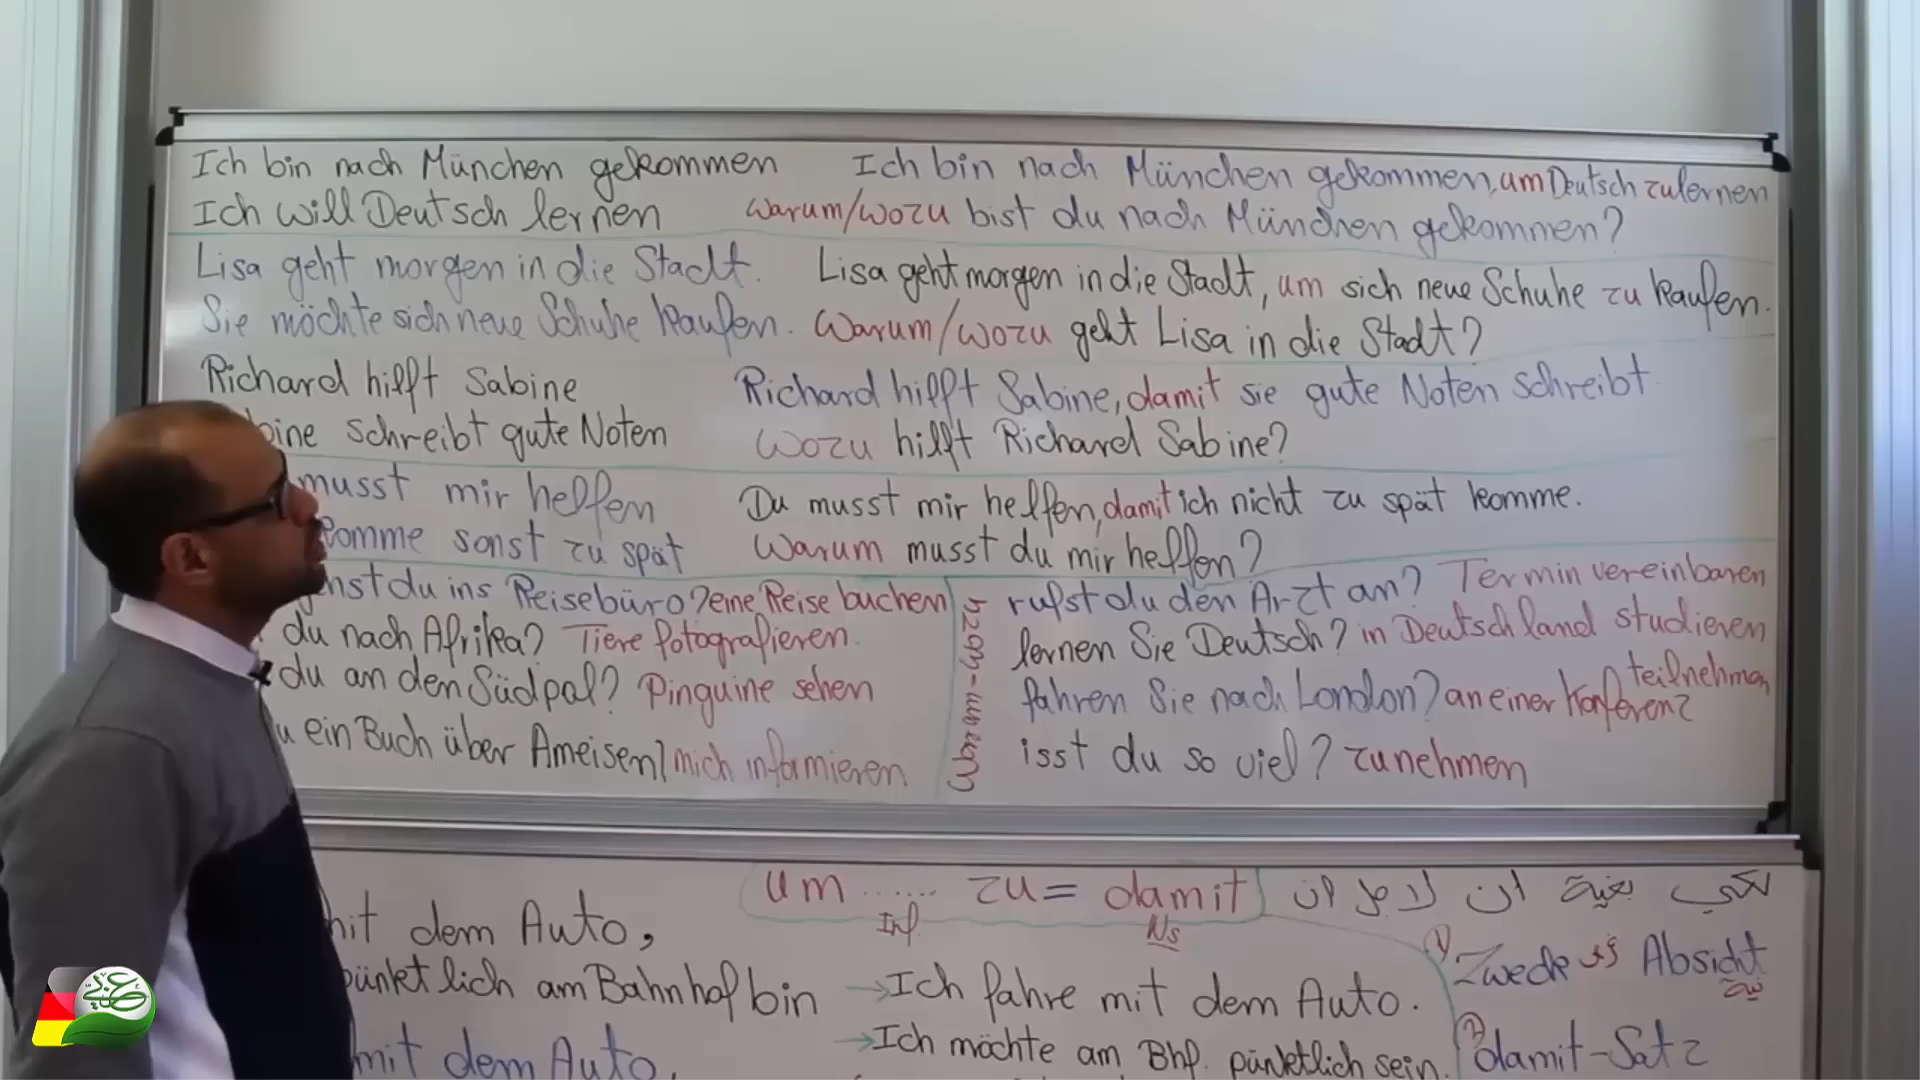 Ich bin nach München gekommen
Ich will Deutsch lernen
Ich bin nach München gekommen, um Deutsch zu lernen
Warum/wozu bist du nach München gekommen?
Lisa geht morgen in die Stadt.
Sie möchte sich neue Schuhe kaufen.
Lisa geht morgen in die Stadt, um sich neue Schuhe zu kaufen.
Warum/wozu geht Lisa in die Stadt?
Richard hilft Sabine
bine schreibt gute Noten
Richard hilft Sabine, damit sie gute Noten schreibt
Wozu hilft Richard Sabine?
musst mir helfen
komme sonst zu spät
Du musst mir helfen, damit ich nicht zu spät komme.
Warum musst du mir helfen?
nst du ins Reisebüro? eine Reise buchen
du nach Afrika? Tiere fotografieren.
du an den Südpol? Pinguine sehen
u ein Buch über Ameisen? mich informieren
rufst du den Arzt an? Termin vereinbaren
lernen Sie Deutsch? in Deutschland studieren
fahren Sie nach London? an einer Konferenz teilnehmen
isst du so viel? zunehmen
um ...... zu = damit لكي بغية ان لاجل ان
Inf. Ns
mit dem Auto,
pünktlich am Bahnhof bin
mit dem Auto,
→ Ich fahre mit dem Auto.
→ Ich möchte am Bhf. pünktlich sein.
1) Zweck Absicht
نية
2) damit-Satz
عربي